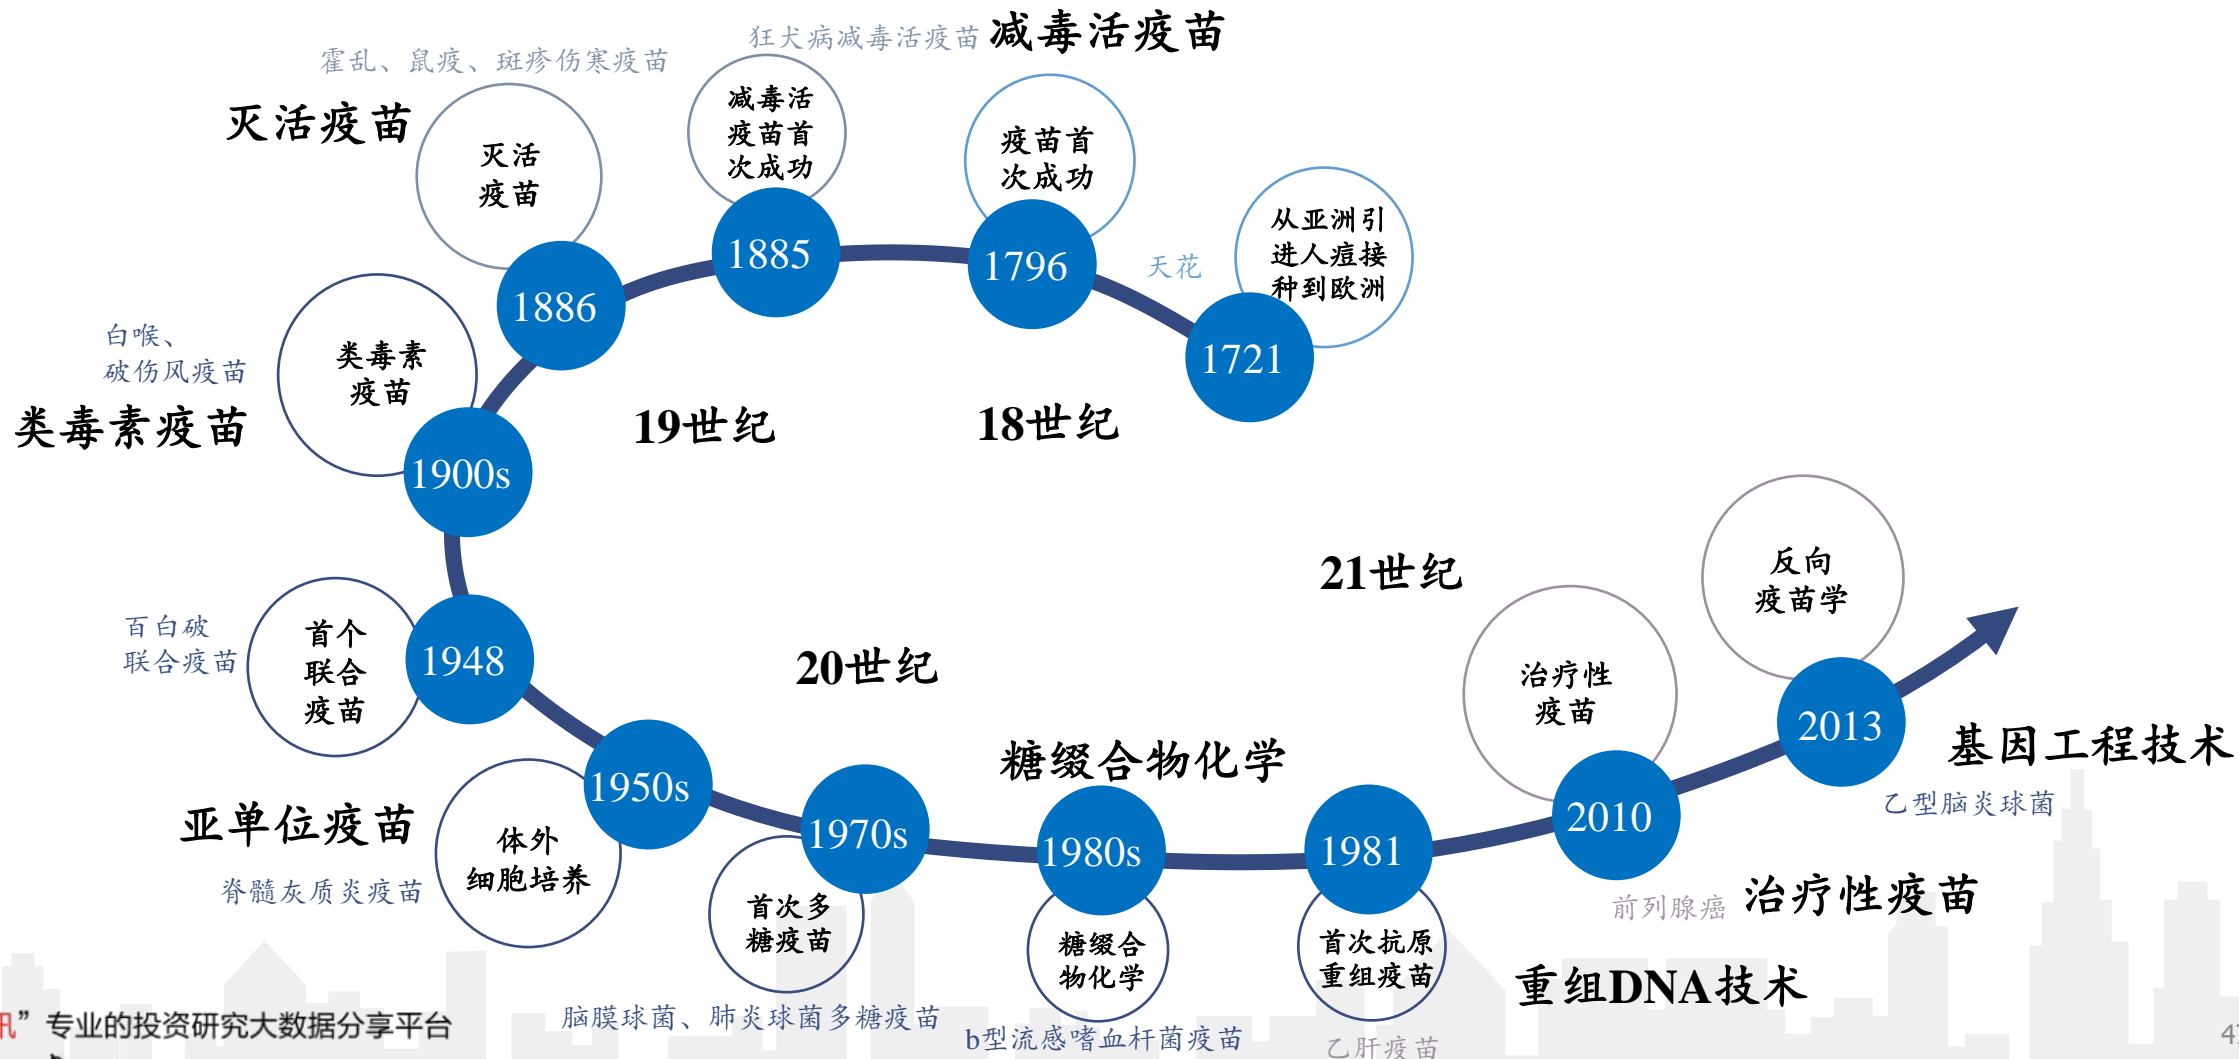 狂犬病减毒活疫苗 减毒活疫苗
霍乱、鼠疫、斑疹伤寒疫苗
灭活疫苗
灭活
疫苗
减毒活
疫苗首
次成功
疫苗首
次成功
从亚洲引
进人痘接
种到欧洲
天花
1886
1885
1796
1721
白喉、
破伤风疫苗
类毒素疫苗
类毒素
疫苗
1900s
19世纪
18世纪
百白破
联合疫苗
首个
联合
疫苗
1948
20世纪
21世纪
亚单位疫苗
脊髓灰质炎疫苗
体外
细胞培养
1950s
首次多
糖疫苗
1970s
脑膜球菌、肺炎球菌多糖疫苗
糖缀合物化学
1980s
糖缀合
物化学
b型流感嗜血杆菌疫苗
1981
首次抗原
重组疫苗
乙肝疫苗
重组DNA技术
治疗性
疫苗
2010
前列腺癌 治疗性疫苗
反向
疫苗学
2013
基因工程技术
乙型脑炎球菌
”专业的投资研究大数据分享平台